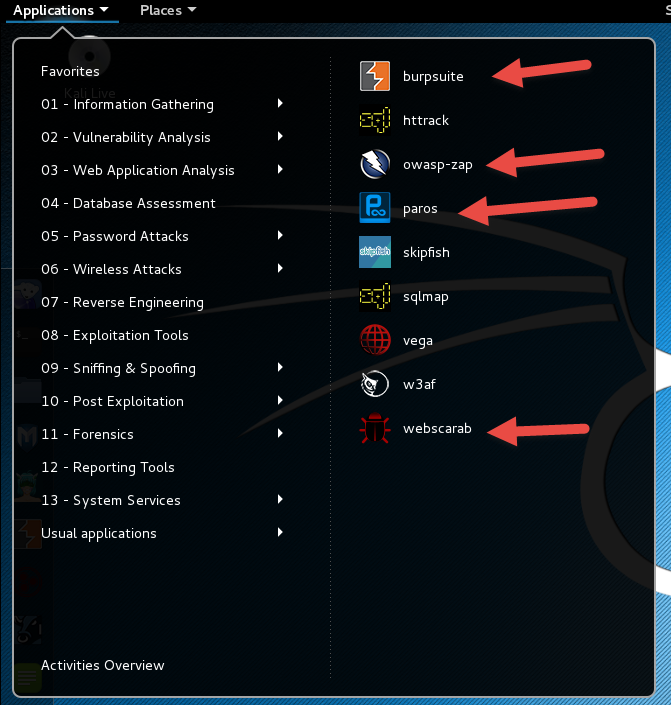 Applications Places S
Kali Live
Favorites
01 - Information Gathering
02 - Vulnerability Analysis
03 - Web Application Analysis
04 - Database Assessment
05 - Password Attacks
06 - Wireless Attacks
07 - Reverse Engineering
08 - Exploitation Tools
09 - Sniffing & Spoofing
10 - Post Exploitation
11 - Forensics
12 - Reporting Tools
13 - System Services
Usual applications
Activities Overview
burpsuite
httrack
owasp-zap
paros
skipfish
skipfish
sqlmap
vega
w3af
webscarab